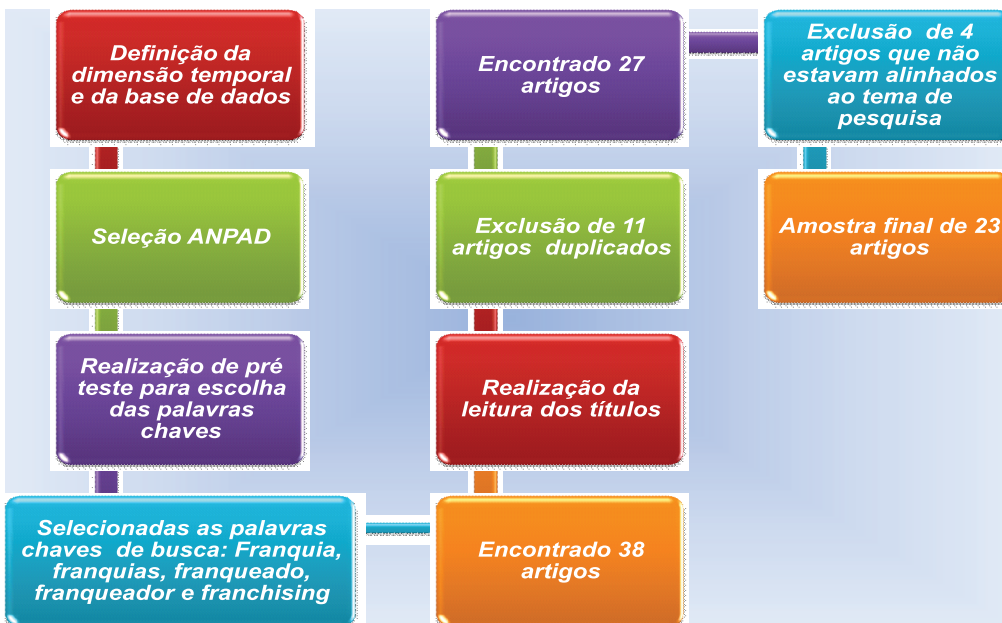 Definição da
dimensão temporal
e da base de dados
Seleção ANPAD
Realização de pré
teste para escolha
das palavras
chaves
Selecionadas as palavras
chaves de busca: Franquia,
franquias, franqueado,
franqueador e franchising
Encontrado 38
artigos
Realização da
leitura dos títulos
Exclusão de 11
artigos duplicados
Encontrado 27
artigos
Exclusão de 4
artigos que não
estavam alinhados
ao tema de
pesquisa
Amostra final de 23
artigos